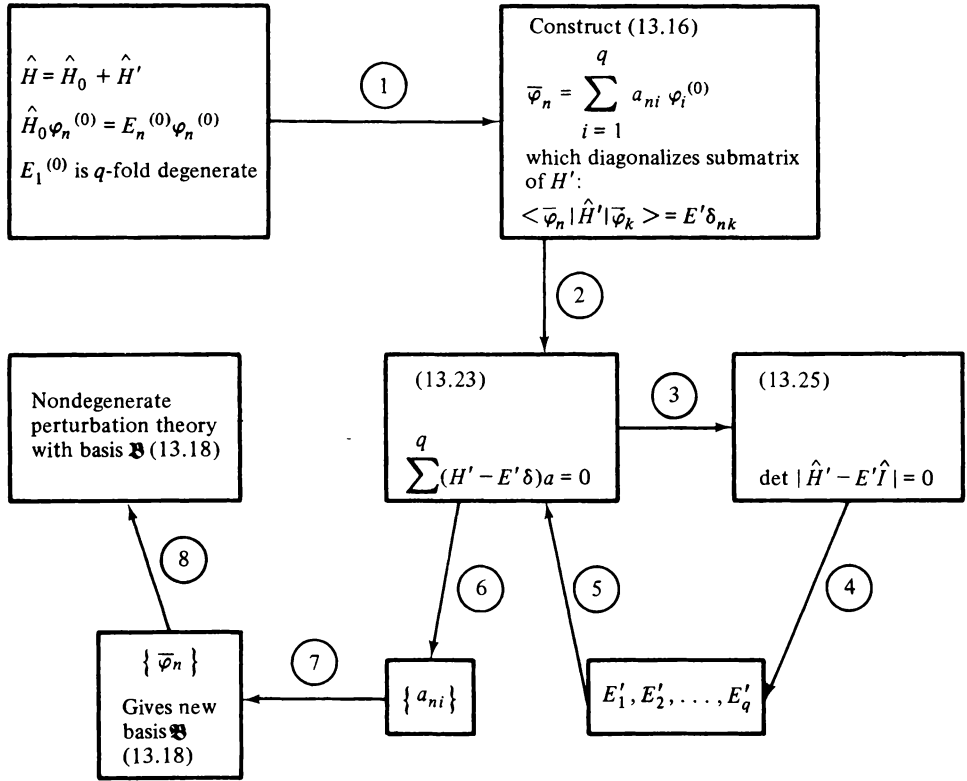 Ĥ = Ĥ₀ + Ĥ′
Ĥ₀φₙ⁽⁰⁾ = Eₙ⁽⁰⁾φₙ⁽⁰⁾
E₁⁽⁰⁾ is q-fold degenerate
1
Construct (13.16)
q
φ̅ₙ = ∑ aₙᵢ φᵢ⁽⁰⁾
i = 1
which diagonalizes submatrix
of H′:
<φ̅ₙ|Ĥ′|φ̅ₖ> = E′δₙₖ
2
(13.23)
q
∑(H′ − E′δ)a = 0
3
(13.25)
det | Ĥ′ − E′Î | = 0
4
E′₁, E′₂, . . . , E′q
5
6
{ aₙᵢ }
7
{ φ̅ₙ }
Gives new
basis 𝕭
(13.18)
8
Nondegenerate
perturbation theory
with basis 𝕭 (13.18)